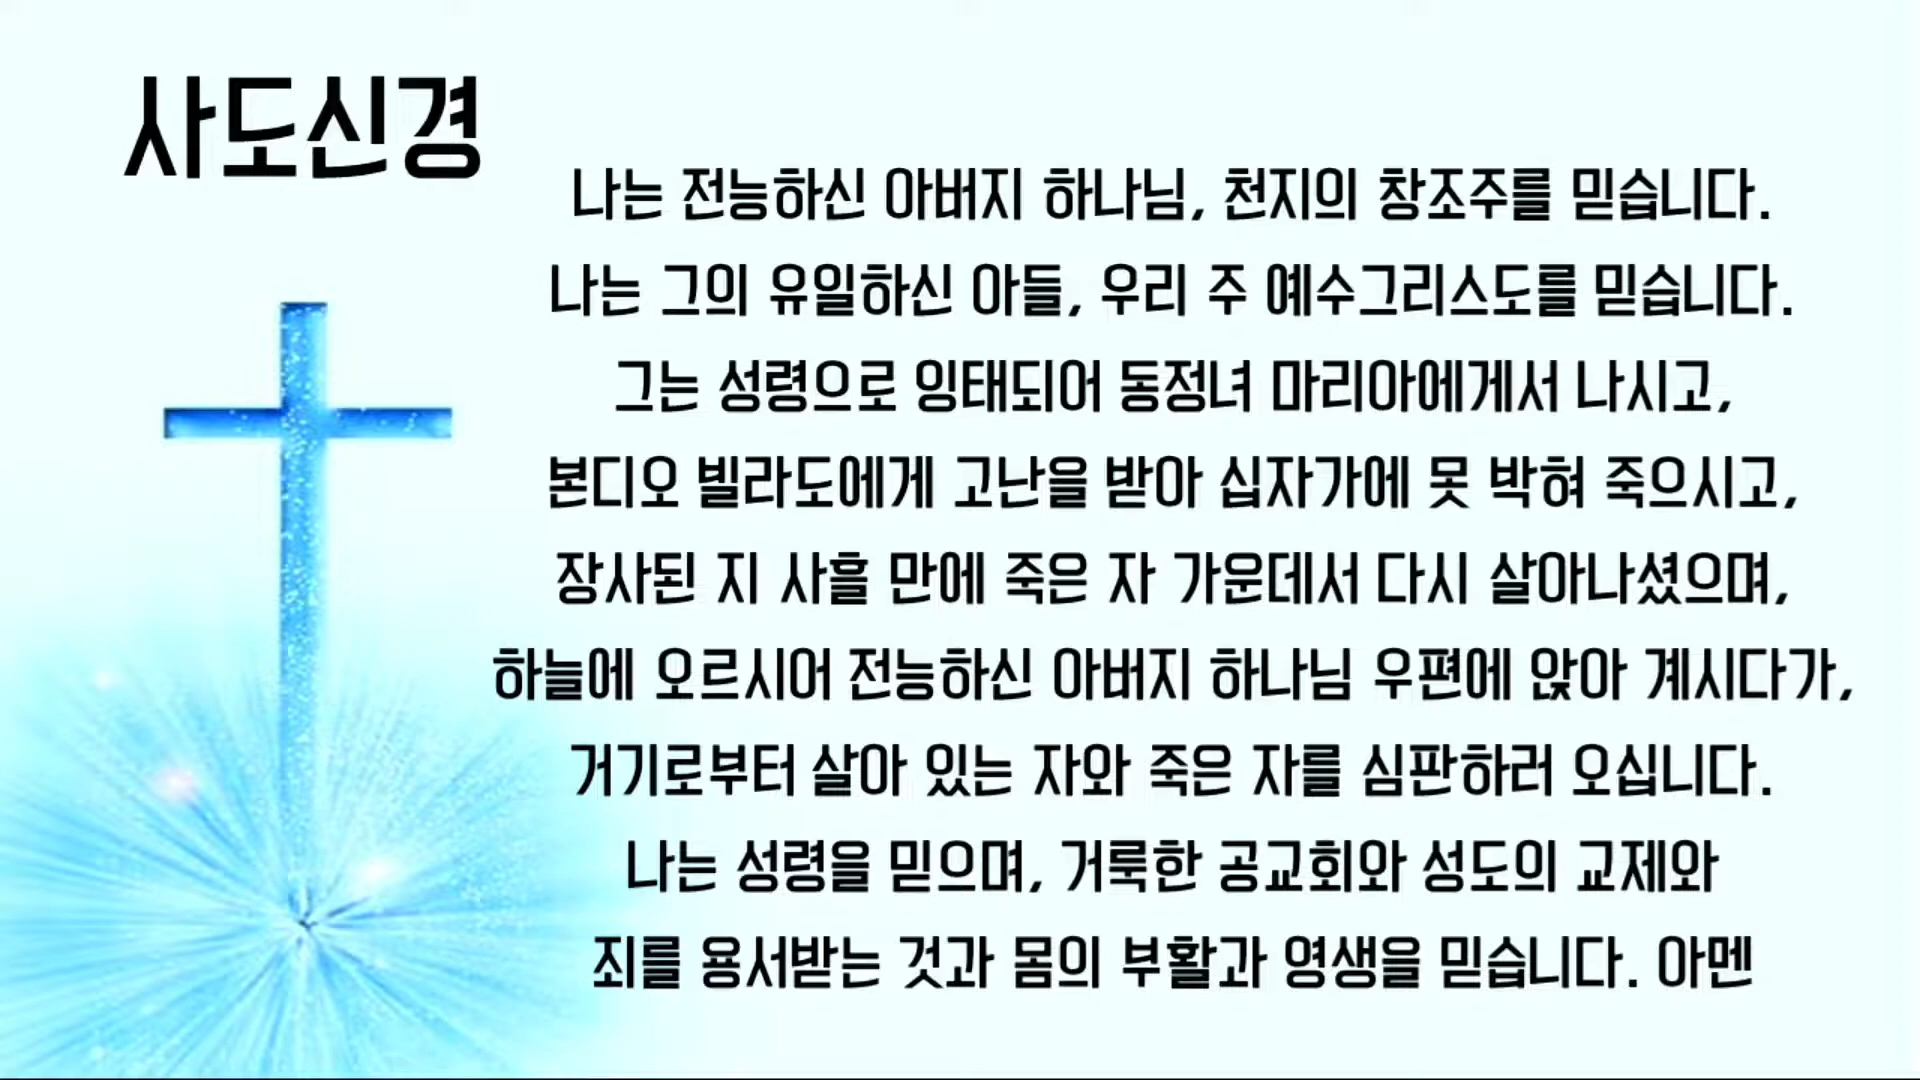 사도신경
나는 전능하신 아버지 하나님, 천지의 창조주를 믿습니다.
나는 그의 유일하신 아들, 우리 주 예수그리스도를 믿습니다.
그는 성령으로 잉태되어 동정녀 마리아에게서 나시고,
본디오 빌라도에게 고난을 받아 십자가에 못 박혀 죽으시고,
장사된 지 사흘 만에 죽은 자 가운데서 다시 살아나셨으며,
하늘에 오르시어 전능하신 아버지 하나님 우편에 앉아 계시다가,
거기로부터 살아 있는 자와 죽은 자를 심판하러 오십니다.
나는 성령을 믿으며, 거룩한 공교회와 성도의 교제와
죄를 용서받는 것과 몸의 부활과 영생을 믿습니다. 아멘